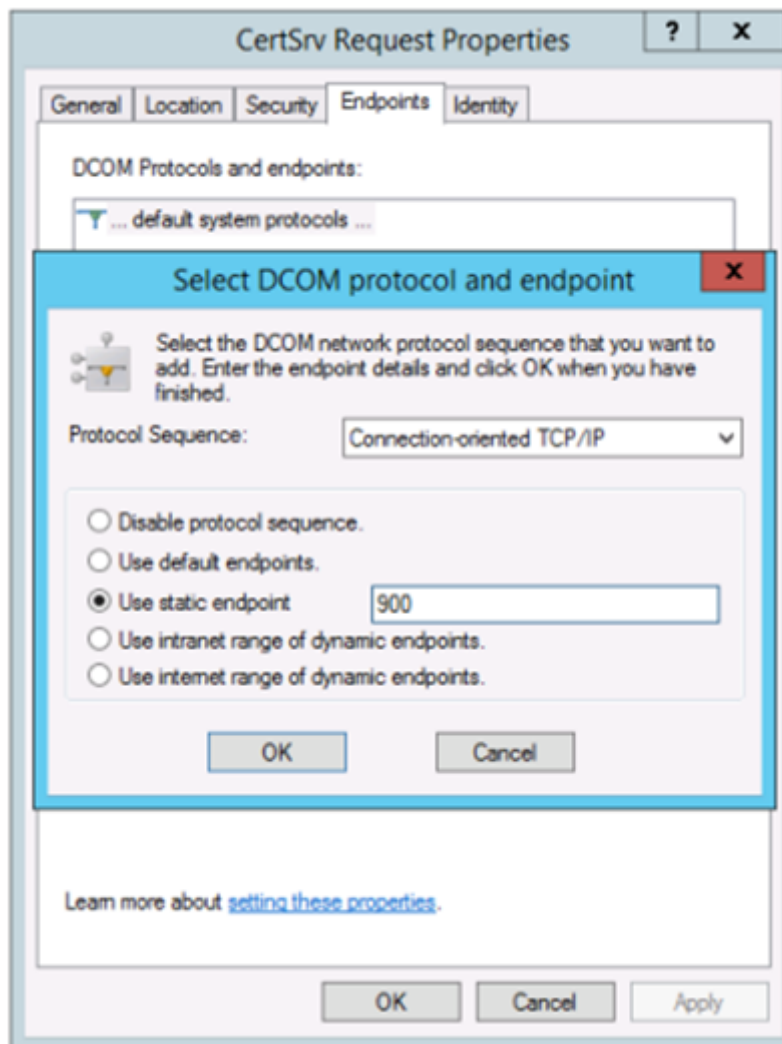 CertSrv Request Properties
? x
General Location Security Endpoints Identity
DCOM Protocols and endpoints:
... default system protocols ...
Select DCOM protocol and endpoint
x
Select the DCOM network protocol sequence that you want to
add. Enter the endpoint details and click OK when you have
finished.
Protocol Sequence: Connection-oriented TCP/IP
Disable protocol sequence.
Use default endpoints.
Use static endpoint 900
Use intranet range of dynamic endpoints.
Use internet range of dynamic endpoints.
OK Cancel
Learn more about setting these properties.
OK Cancel Apply